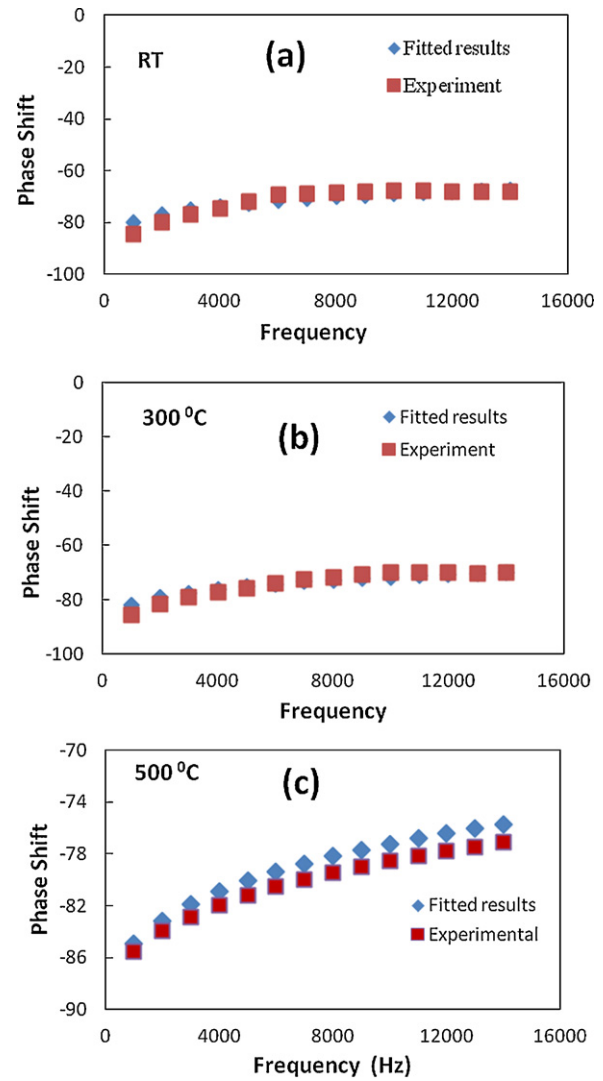 0
RT
(a)
Fitted results
Experiment
-20
-40
-60
-80
-100
Phase Shift
0
4000
8000
12000
16000
Frequency
0
300 ⁰C
(b)
Fitted results
Experiment
-20
-40
-60
-80
-100
Phase Shift
0
4000
8000
12000
16000
Frequency
-70
500 ⁰C
(c)
-74
-78
-82
-86
-90
Phase Shift
Fitted results
Experimental
0
4000
8000
12000
16000
Frequency (Hz)